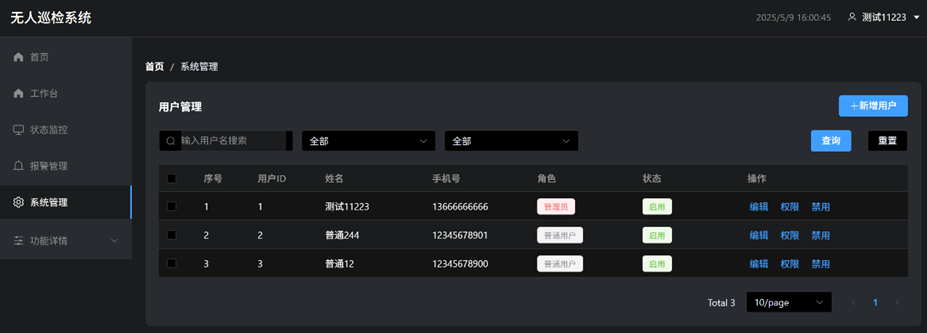 无人巡检系统 2025/5/9 16:00:45 测试11223
首页
工作台
状态监控
报警管理
系统管理
功能详情
首页 / 系统管理
用户管理 +新增用户
输入用户名搜索 全部 全部 查询 重置
序号 用户ID 姓名 手机号 角色 状态 操作
1 1 测试11223 13666666666 管理员 启用 编辑 权限 禁用
2 2 普通244 12345678901 普通用户 启用 编辑 权限 禁用
3 3 普通12 12345678900 普通用户 启用 编辑 权限 禁用
Total 3 10/page 1